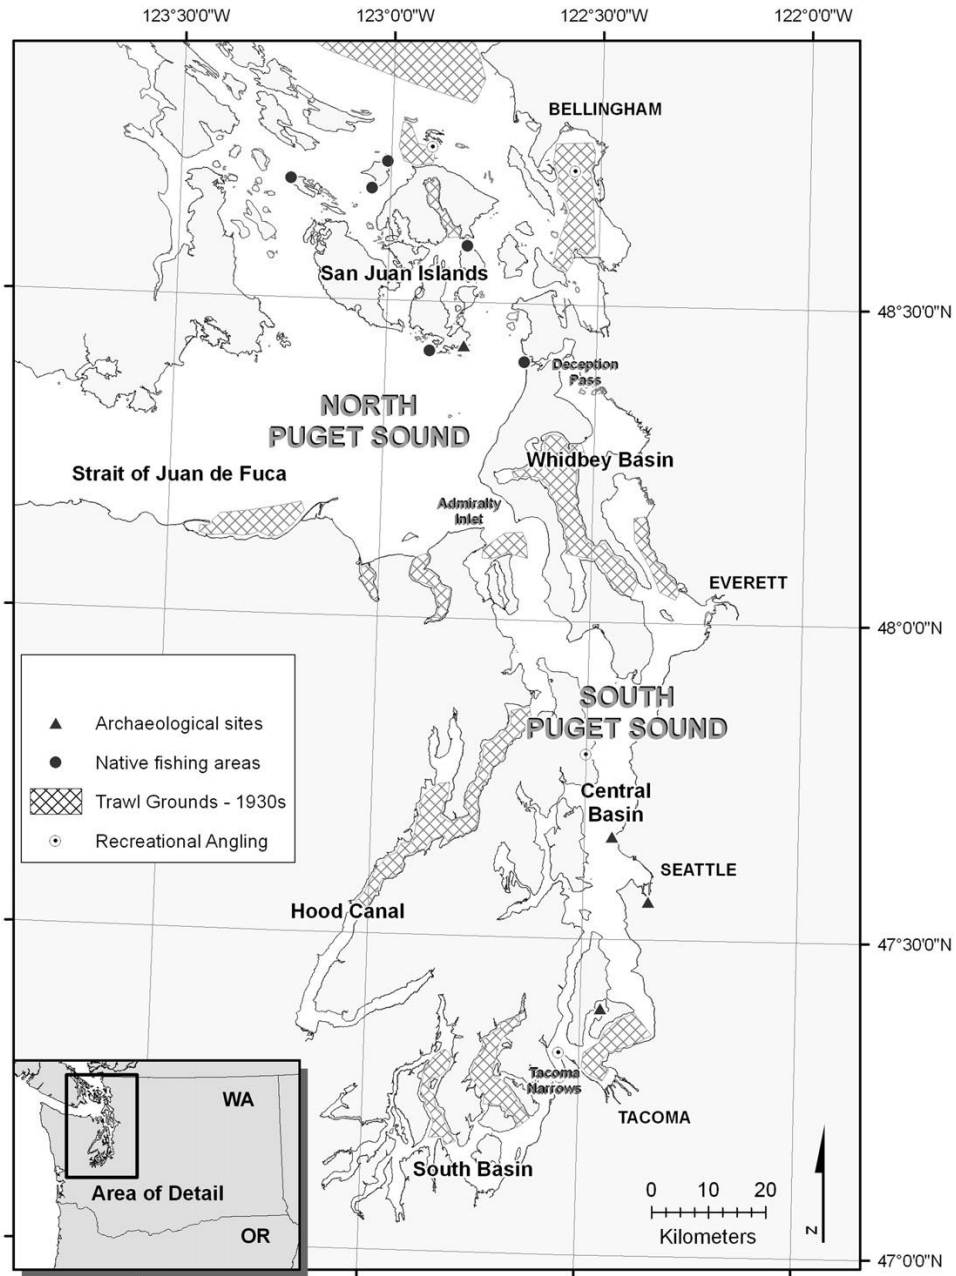 123°30'0"W
123°0'0"W
122°30'0"W
122°0'0"W
BELLINGHAM
San Juan Islands
48°30'0"N
Deception
Pass
NORTH
PUGET SOUND
Whidbey Basin
Strait of Juan de Fuca
Admiralty
Inlet
EVERETT
48°0'0"N
SOUTH
PUGET SOUND
Archaeological sites
Native fishing areas
Trawl Grounds - 1930s
Recreational Angling
Central
Basin
SEATTLE
Hood Canal
47°30'0"N
Tacoma
Narrows
TACOMA
South Basin
WA
Area of Detail
OR
0 10 20
Kilometers
N
47°0'0"N